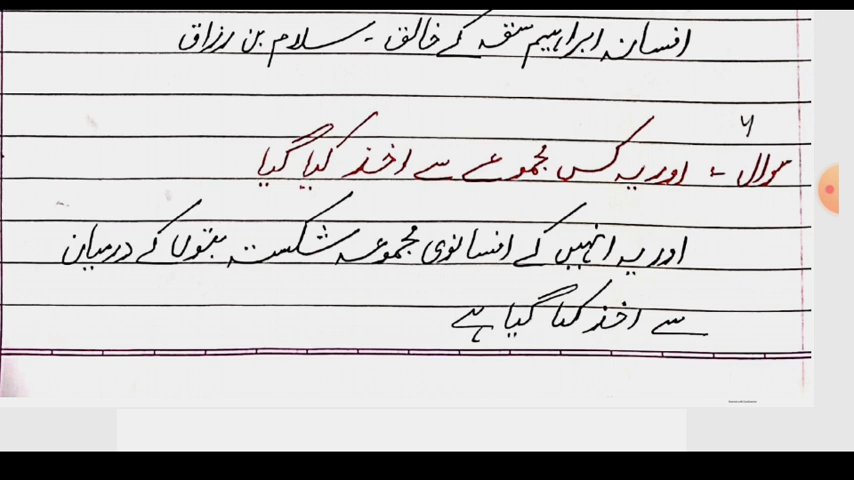 افسانہ ابراہیم سقہ کے خالق - سلام بن رزاق
۶
سوال - اور یہ کس مجموعے سے اخذ کیا گیا
اور یہ انہیں کے افسانوی مجموعہ شکستہ بتوں کے درمیان
سے اخذ کیا گیا ہے